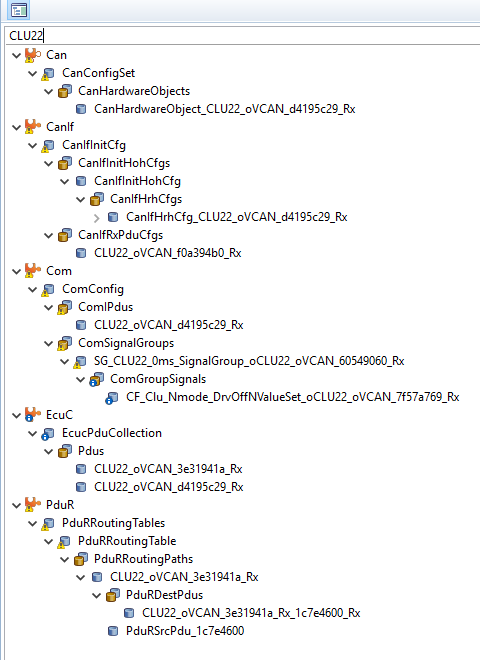 CLU22
Can
CanConfigSet
CanHardwareObjects
CanHardwareObject_CLU22_oVCAN_d4195c29_Rx
CanIf
CanIfInitCfg
CanIfInitHohCfgs
CanIfInitHohCfg
CanIfHrhCfgs
CanIfHrhCfg_CLU22_oVCAN_d4195c29_Rx
CanIfRxPduCfgs
CLU22_oVCAN_f0a394b0_Rx
Com
ComConfig
ComIPdus
CLU22_oVCAN_d4195c29_Rx
ComSignalGroups
SG_CLU22_0ms_SignalGroup_oCLU22_oVCAN_60549060_Rx
ComGroupSignals
CF_Clu_Nmode_DrvOffNValueSet_oCLU22_oVCAN_7f57a769_Rx
EcuC
EcucPduCollection
Pdus
CLU22_oVCAN_3e31941a_Rx
CLU22_oVCAN_d4195c29_Rx
PduR
PduRRoutingTables
PduRRoutingTable
PduRRoutingPaths
CLU22_oVCAN_3e31941a_Rx
PduRDestPdus
CLU22_oVCAN_3e31941a_Rx_1c7e4600_Rx
PduRSrcPdu_1c7e4600